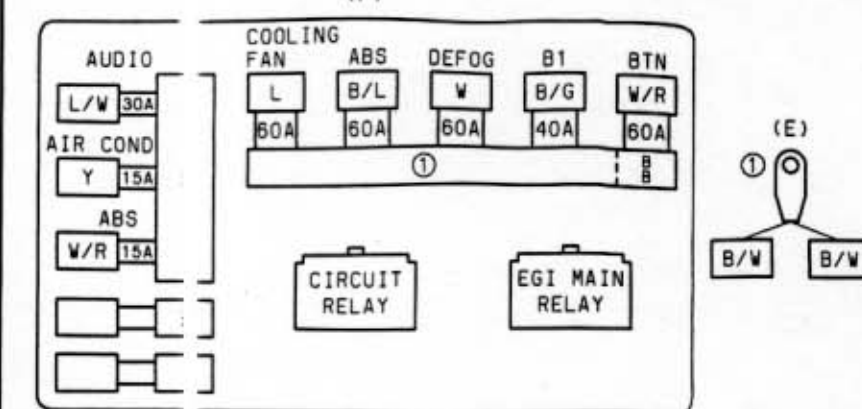 AUDIO
L/W 30A
AIR COND
Y 15A
ABS
W/R 15A
COOLING
FAN ABS DEFOG B1 BTN
L B/L W B/G W/R
60A 60A 60A 40A 60A
① B
B
CIRCUIT
RELAY
EGI MAIN
RELAY
(E)
①
B/W B/W